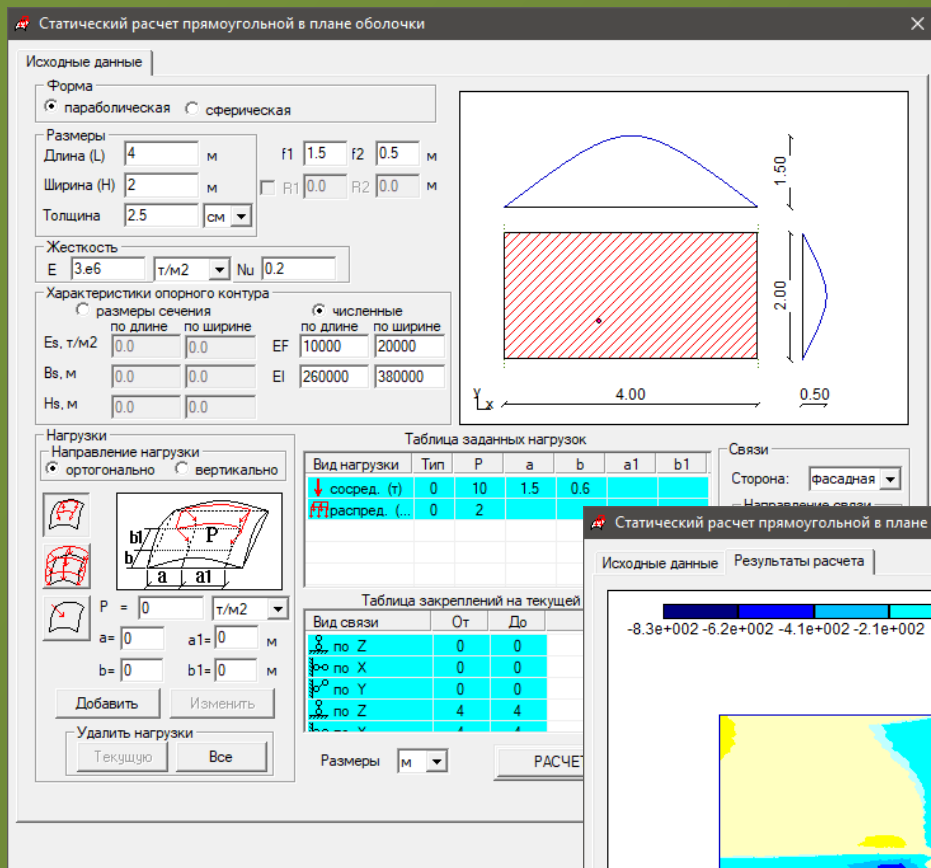 Статический расчет прямоугольной в плане оболочки
Исходные данные
Форма
параболическая сферическая
Размеры
Длина (L) 4 м f1 1.5 f2 0.5 м
Ширина (H) 2 м R1 0.0 R2 0.0 м
Толщина 2.5 см
Жесткость
E 3.e6 т/м2 Nu 0.2
Характеристики опорного контура
размеры сечения численные
по длине по ширине по длине по ширине
Es, т/м2 0.0 0.0 EF 10000 20000
Bs, м 0.0 0.0 EI 260000 380000
Hs, м 0.0 0.0
1.50
2.00
Y
x
4.00 0.50
Нагрузки
Направление нагрузки
ортогонально вертикально
b1
b
P
a a1
P = 0 т/м2
a= 0 a1= 0 м
b= 0 b1= 0 м
Добавить Изменить
Удалить нагрузки
Текущую Все
Таблица заданных нагрузок
Вид нагрузки Тип P a b a1 b1
сосред. (т) 0 10 1.5 0.6
распред. (... 0 2
Связи
Сторона: фасадная
Направление связи
Таблица закреплений на текущей
Вид связи От До
по Z 0 0
по X 0 0
по Y 0 0
по Z 4 4
по X 4 4
Размеры м РАСЧЕТ
Статический расчет прямоугольной в плане
Исходные данные Результаты расчета
-8.3e+002 -6.2e+002 -4.1e+002 -2.1e+002